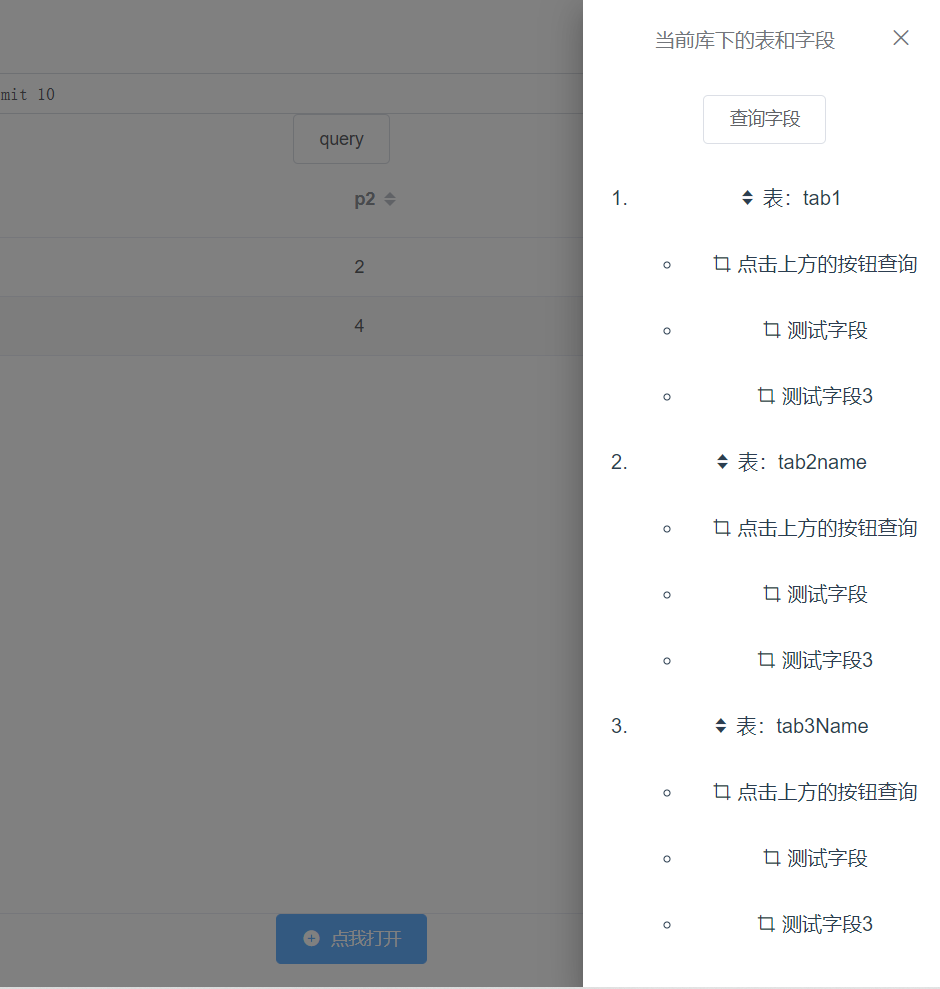 mit 10
query
p2
2
4
点我打开
当前库下的表和字段
查询字段
1. 表：tab1
点击上方的按钮查询
测试字段
测试字段3
2. 表：tab2name
点击上方的按钮查询
测试字段
测试字段3
3. 表：tab3Name
点击上方的按钮查询
测试字段
测试字段3